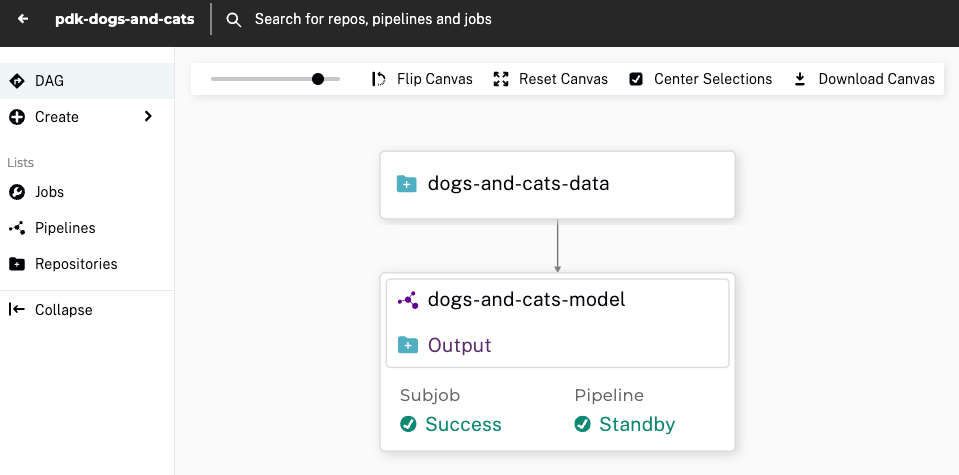 pdk-dogs-and-cats
Search for repos, pipelines and jobs
DAG
Create
Lists
Jobs
Pipelines
Repositories
Collapse
Flip Canvas
Reset Canvas
Center Selections
Download Canvas
dogs-and-cats-data
dogs-and-cats-model
Output
Subjob
Pipeline
Success
Standby